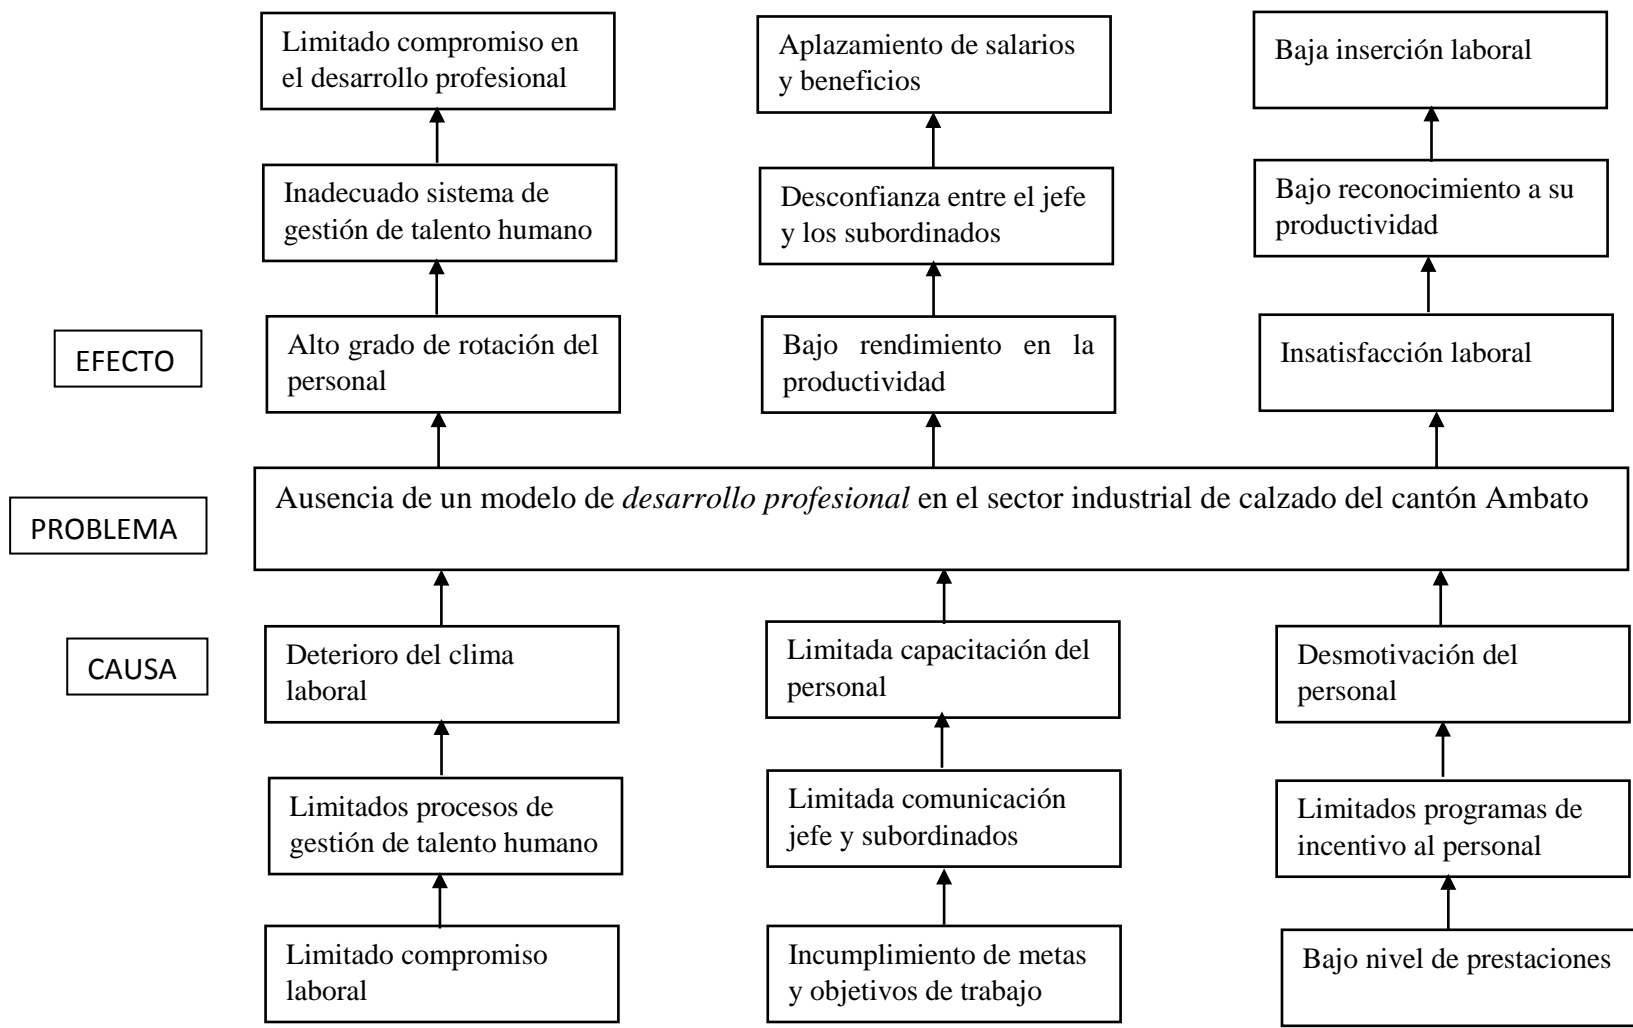 Limitado compromiso en
el desarrollo profesional
Aplazamiento de salarios
y beneficios
Baja inserción laboral
Inadecuado sistema de
gestión de talento humano
Desconfianza entre el jefe
y los subordinados
Bajo reconocimiento a su
productividad
EFECTO
Alto grado de rotación del
personal
Bajo rendimiento en la
productividad
Insatisfacción laboral
PROBLEMA
Ausencia de un modelo de desarrollo profesional en el sector industrial de calzado del cantón Ambato
CAUSA
Deterioro del clima
laboral
Limitada capacitación del
personal
Desmotivación del
personal
Limitados procesos de
gestión de talento humano
Limitada comunicación
jefe y subordinados
Limitados programas de
incentivo al personal
Limitado compromiso
laboral
Incumplimiento de metas
y objetivos de trabajo
Bajo nivel de prestaciones